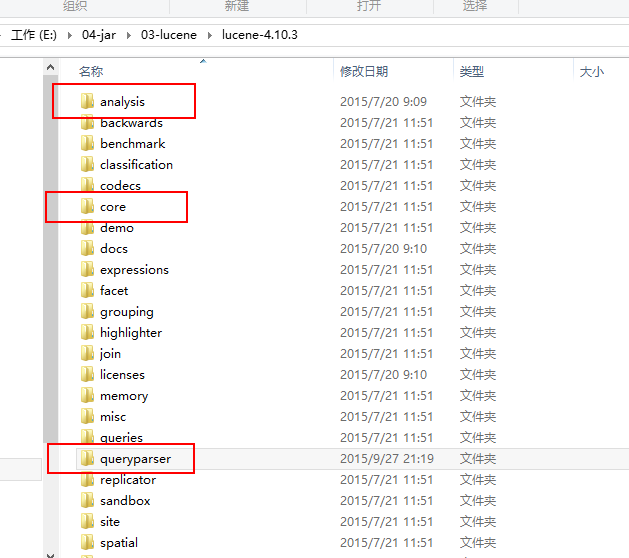 组织 新建 打开 选择
工作 (E:) 04-jar 03-lucene lucene-4.10.3
名称 修改日期 类型 大小
analysis 2015/7/20 9:09 文件夹
backwards 2015/7/21 11:51 文件夹
benchmark 2015/7/21 11:51 文件夹
classification 2015/7/21 11:51 文件夹
codecs 2015/7/21 11:51 文件夹
core 2015/7/21 11:51 文件夹
demo 2015/7/21 11:51 文件夹
docs 2015/7/20 9:10 文件夹
expressions 2015/7/21 11:51 文件夹
facet 2015/7/21 11:51 文件夹
grouping 2015/7/21 11:51 文件夹
highlighter 2015/7/21 11:51 文件夹
join 2015/7/21 11:51 文件夹
licenses 2015/7/20 9:10 文件夹
memory 2015/7/21 11:51 文件夹
misc 2015/7/21 11:51 文件夹
queries 2015/7/21 11:51 文件夹
queryparser 2015/9/27 21:19 文件夹
replicator 2015/7/21 11:51 文件夹
sandbox 2015/7/21 11:51 文件夹
site 2015/7/21 11:51 文件夹
spatial 2015/7/21 11:51 文件夹